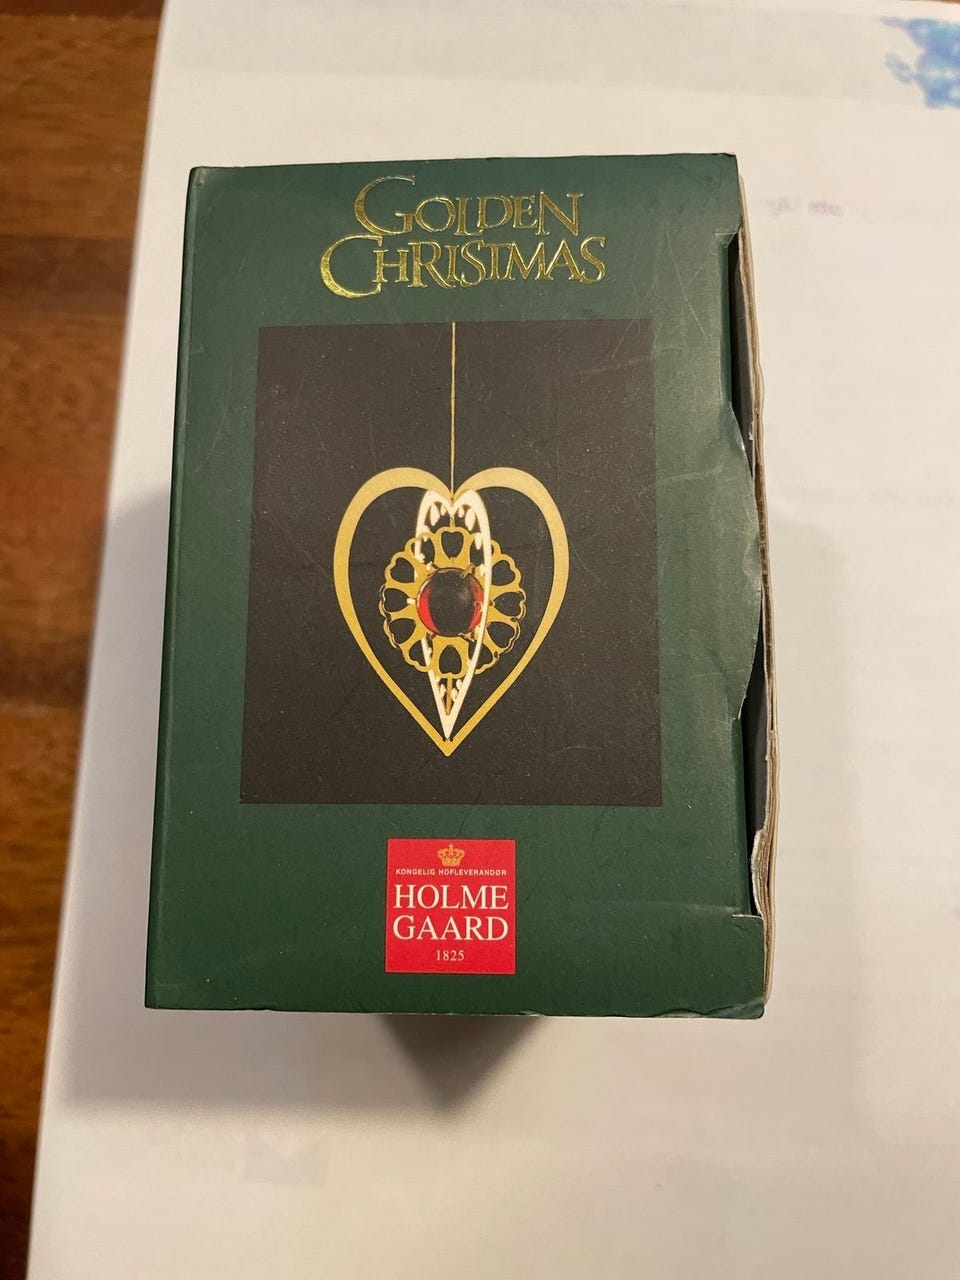 GOLDEN
CHRISTMAS
KONGELIG HOFLEVERANDØR
HOLME
GAARD
1825